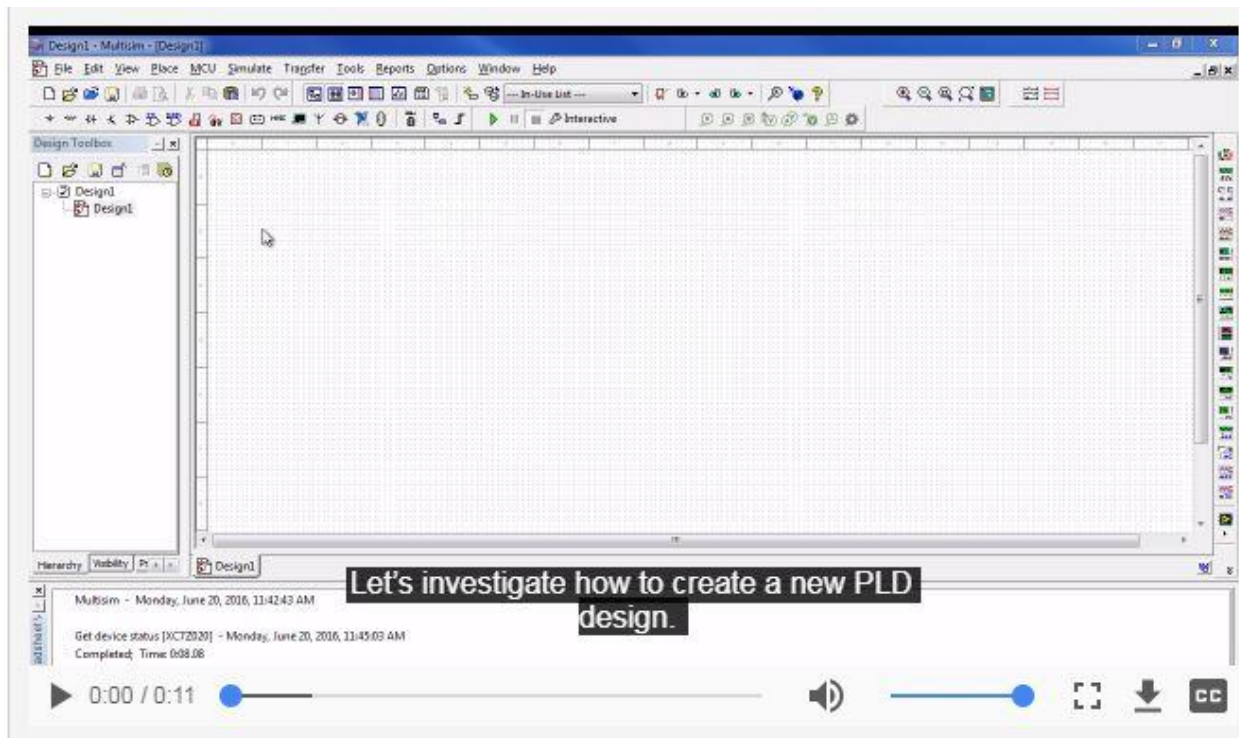 Design1 - Multisim - [Design1]
File Edit View Place MCU Simulate Transfer Tools Reports Options Window Help
--- In-Use List ---
Interactive
Design Toolbox
Design1
Design1
Hierarchy Visibility
Design1
Let's investigate how to create a new PLD
design.
Multisim - Monday, June 20, 2016, 11:42:43 AM
Get device status [XC7Z020] - Monday, June 20, 2016, 11:45:03 AM
Completed; Time: 0:08.08
0:00 / 0:11
CC